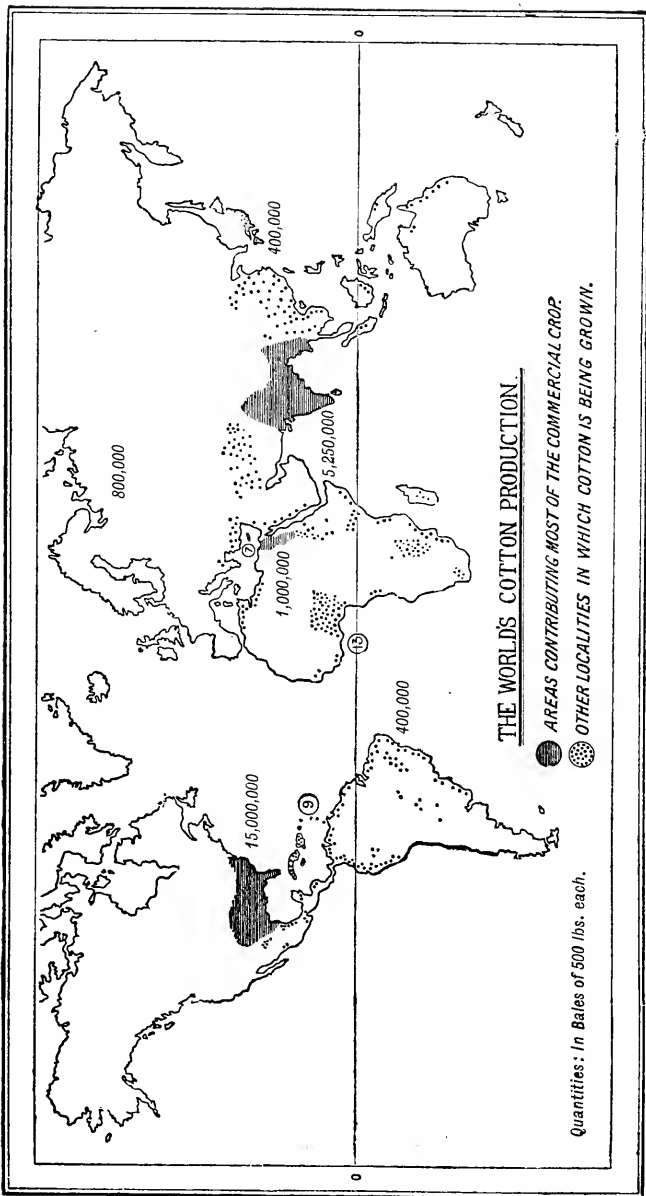 0
800,000
400,000
15,000,000
1,000,000
7
5,250,000
9
13
400,000
0
THE WORLDS COTTON PRODUCTION.
AREAS CONTRIBUTING MOST OF THE COMMERCIAL CROP.
OTHER LOCALITIES IN WHICH COTTON IS BEING GROWN.
Quantities: In Bales of 500 lbs. each.